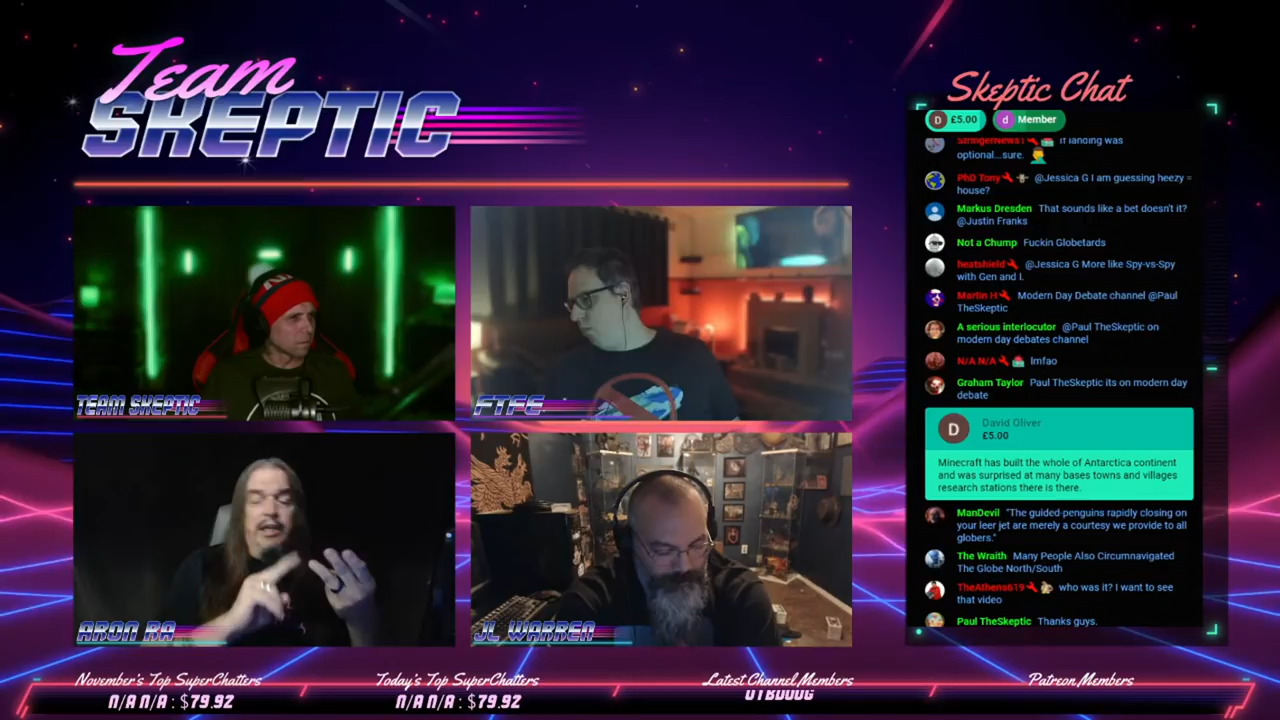 Team
SKEPTIC
Skeptic Chat
D £5.00
d Member
StringerNews1 If landing was
optional...sure.
PhD Tony @Jessica G I am guessing heezy =
house?
Markus Dresden That sounds like a bet doesn't it?
@Justin Franks
Not a Chump Fuckin Globetards
heatshield @Jessica G More like Spy-vs-Spy
with Gen and I.
Martin H Modern Day Debate channel @Paul
TheSkeptic
A serious interlocutor @Paul TheSkeptic on
modern day debates channel
N/A N/A lmfao
Graham Taylor Paul TheSkeptic its on modern day
debate
D
David Oliver
£5.00
Minecraft has built the whole of Antarctica continent
and was surprised at many bases towns and villages
research stations there is there.
ManDevil "The guided-penguins rapidly closing on
your leer jet are merely a courtesy we provide to all
globers."
The Wraith Many People Also Circumnavigated
The Globe North/South
TheAthena619 who was it? I want to see
that video
Paul TheSkeptic Thanks guys.
TEAM SKEPTIC
FTFE
ARON RA
JL WARREN
November's Top SuperChatters
N/A N/A : $79.92
Today's Top SuperChatters
N/A N/A : $79.92
Latest Channel Members
Patreon Members